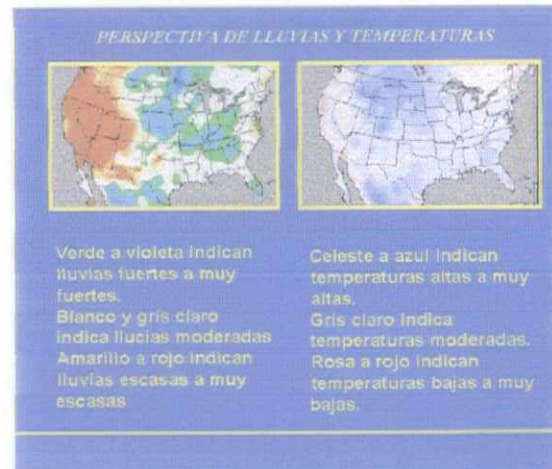 PERSPECTIVA DE LLUVIAS Y TEMPERATURAS
Verde a violeta indican
lluvias fuertes a muy
fuertes.
Blanco y gris claro
indica llucias moderadas
Amarillo a rojo indican
lluvias escasas a muy
escasas
Celeste a azul indican
temperaturas altas a muy
altas.
Gris claro indica
temperaturas moderadas.
Rosa a rojo indican
temperaturas bajas a muy
bajas.